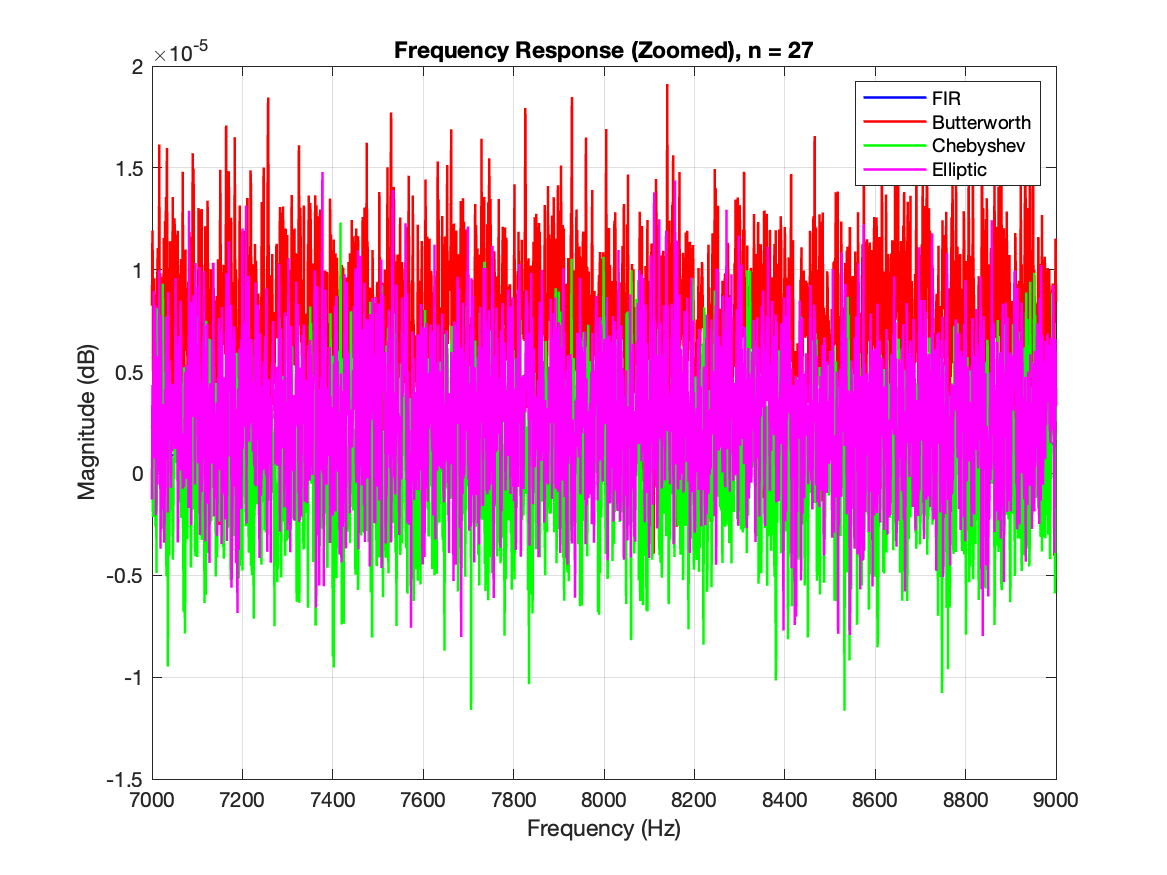 ×10-5
Frequency Response (Zoomed), n = 27
2
1.5
1
0.5
0
-0.5
-1
-1.5
Magnitude (dB)
FIR
Butterworth
Chebyshev
Elliptic
7000 7200 7400 7600 7800 8000 8200 8400 8600 8800 9000
Frequency (Hz)